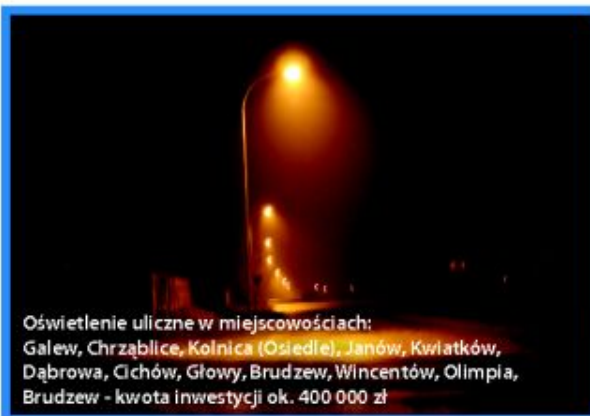 Oświetlenie uliczne w miejscowościach:
Galew, Chrząblice, Kolnica (Osiedle), Janów, Kwiatków,
Dąbrowa, Cichów, Głowy, Brudzew, Wincentów, Olimpia,
Brudzew - kwota inwestycji ok. 400 000 zł